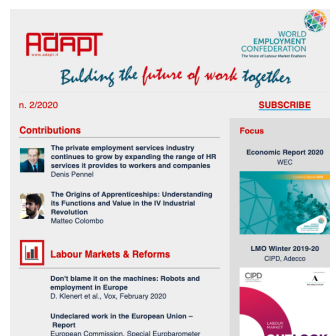 ADAPT
www.adapt.it
WORLD
EMPLOYMENT
CONFEDERATION
The Voice of Labour Market Enablers
Bulding the future of work together
n. 2/2020
SUBSCRIBE
Contributions
The private employment services industry
continues to grow by expanding the range of HR
services it provides to workers and companies
Denis Pennel
The Origins of Apprenticeships: Understanding
Its Functions and Value in the IV Industrial
Revolution
Matteo Colombo
Labour Markets & Reforms
Don't blame it on the machines: Robots and
employment in Europe
D. Klenert et al., Vox, February 2020
Undeclared work in the European Union –
Report
European Commission, Special Eurobarometer
Focus
Economic Report 2020
WEC
LMO Winter 2019-20
CIPD, Adecco
CIPD
LABOUR
MARKET
OUTLOOK